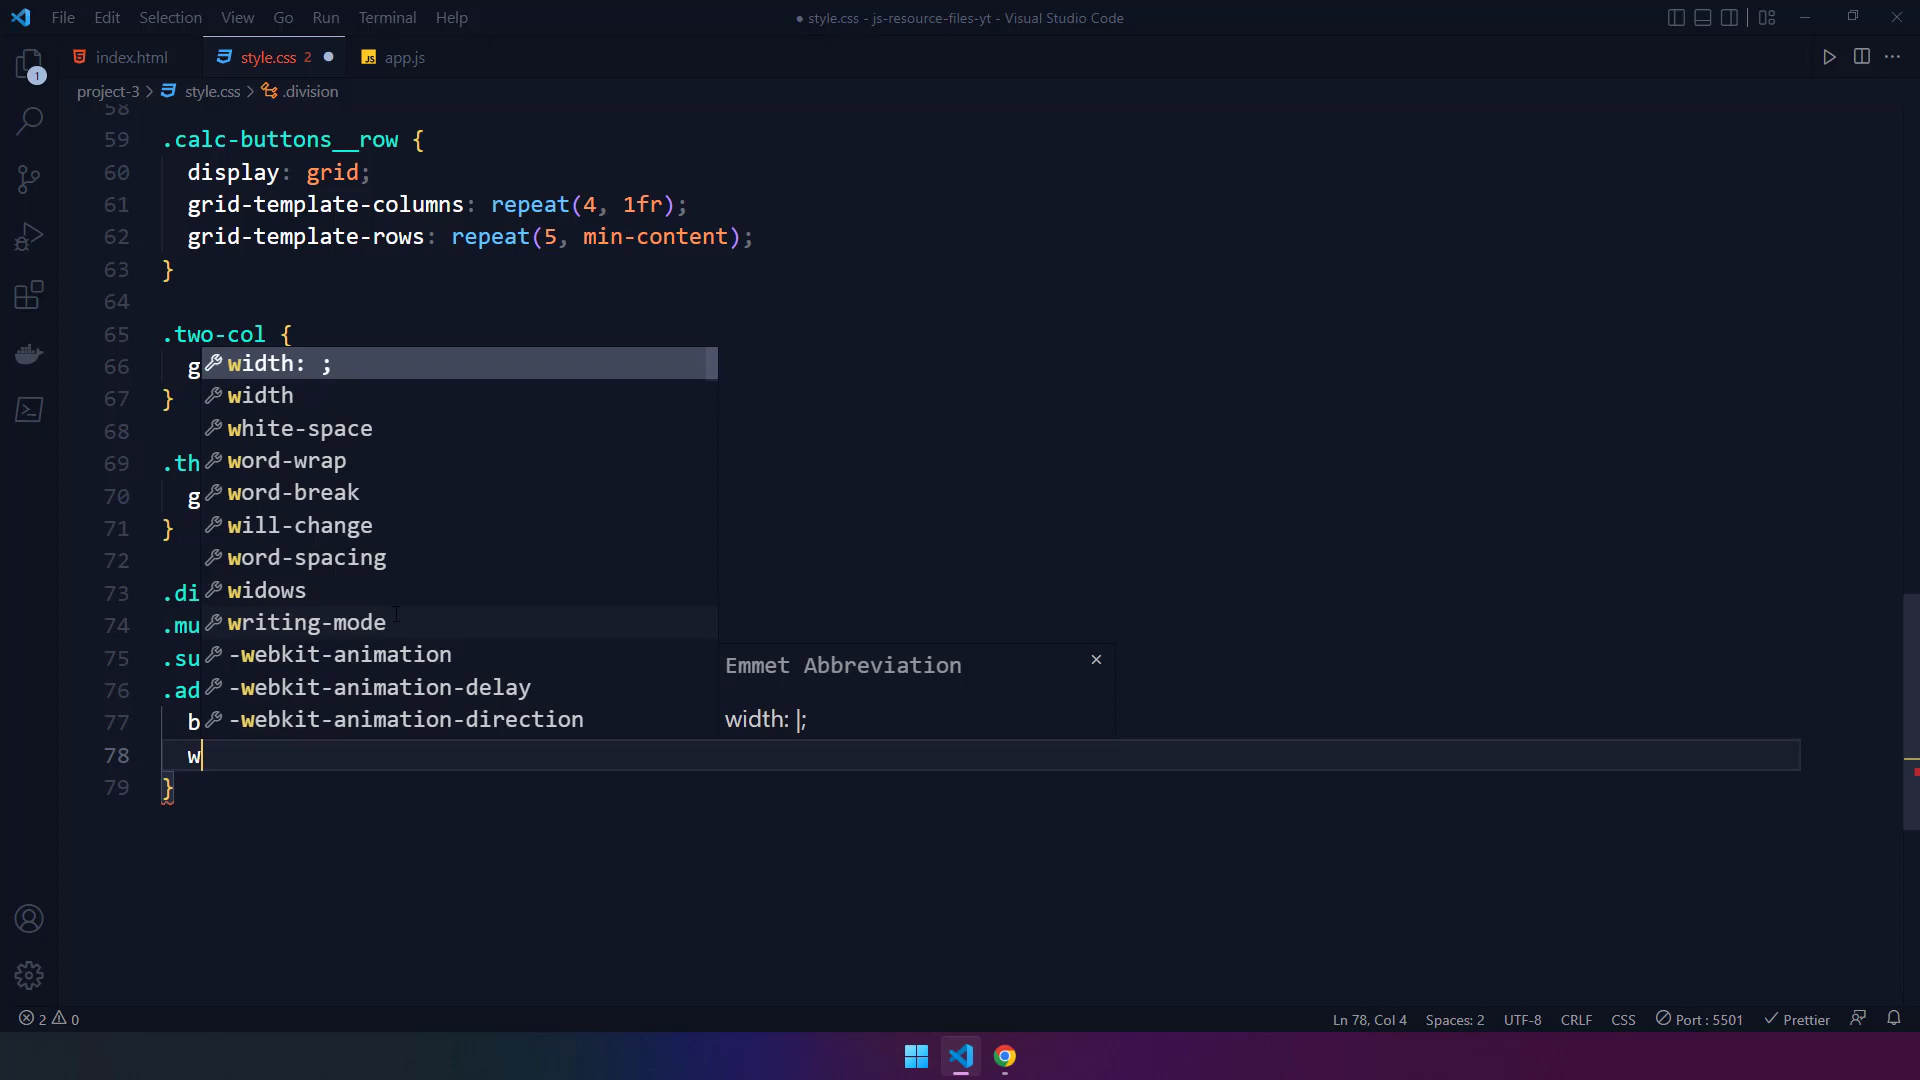 File Edit Selection View Go Run Terminal Help
● style.css - js-resource-files-yt - Visual Studio Code
index.html
style.css 2
JS app.js
1
project-3 > style.css > .division
58
59 .calc-buttons__row {
60 display: grid;
61 grid-template-columns: repeat(4, 1fr);
62 grid-template-rows: repeat(5, min-content);
63 }
64
65 .two-col {
66 g
67 }
68
69 .th
70 g
71 }
72
73 .di
74 .mu
75 .su
76 .ad
77 b
78 w
79 }
width: ;
width
white-space
word-wrap
word-break
will-change
word-spacing
widows
writing-mode
-webkit-animation
-webkit-animation-delay
-webkit-animation-direction
Emmet Abbreviation
width: |;
2 0
Ln 78, Col 4 Spaces: 2 UTF-8 CRLF CSS Port : 5501 Prettier